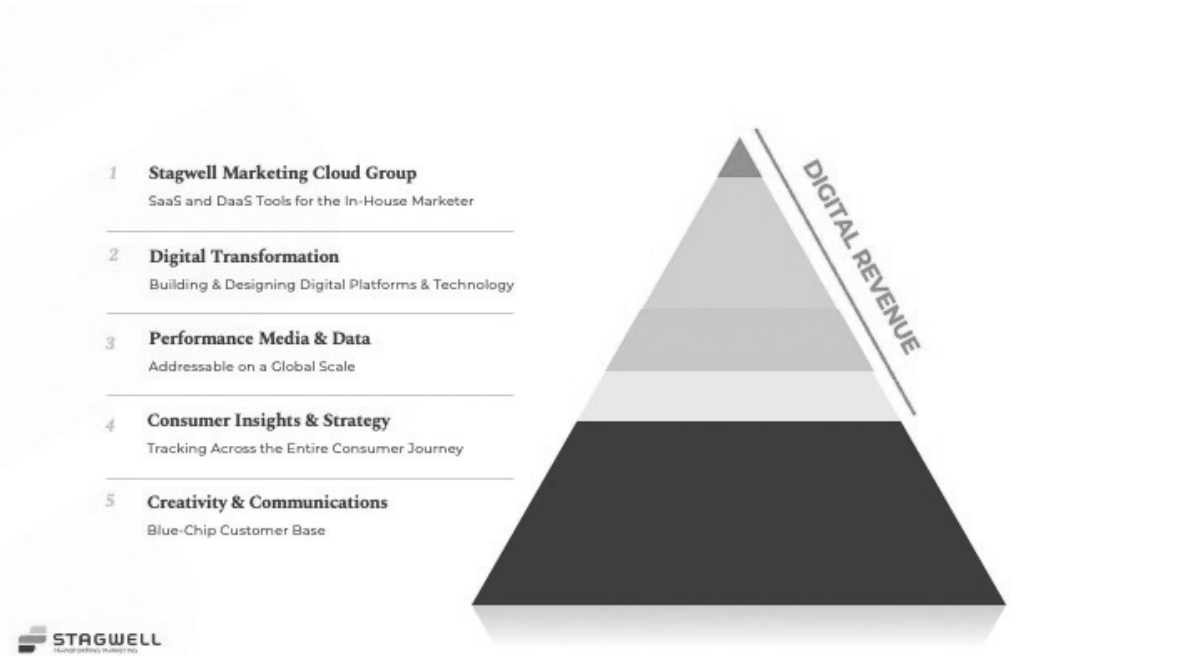 1 Stagwell Marketing Cloud Group
SaaS and DaaS Tools for the In-House Marketer
2 Digital Transformation
Building & Designing Digital Platforms & Technology
3 Performance Media & Data
Addressable on a Global Scale
4 Consumer Insights & Strategy
Tracking Across the Entire Consumer Journey
5 Creativity & Communications
Blue-Chip Customer Base
DIGITAL REVENUE
STAGWELL
TRANSFORMING MARKETING